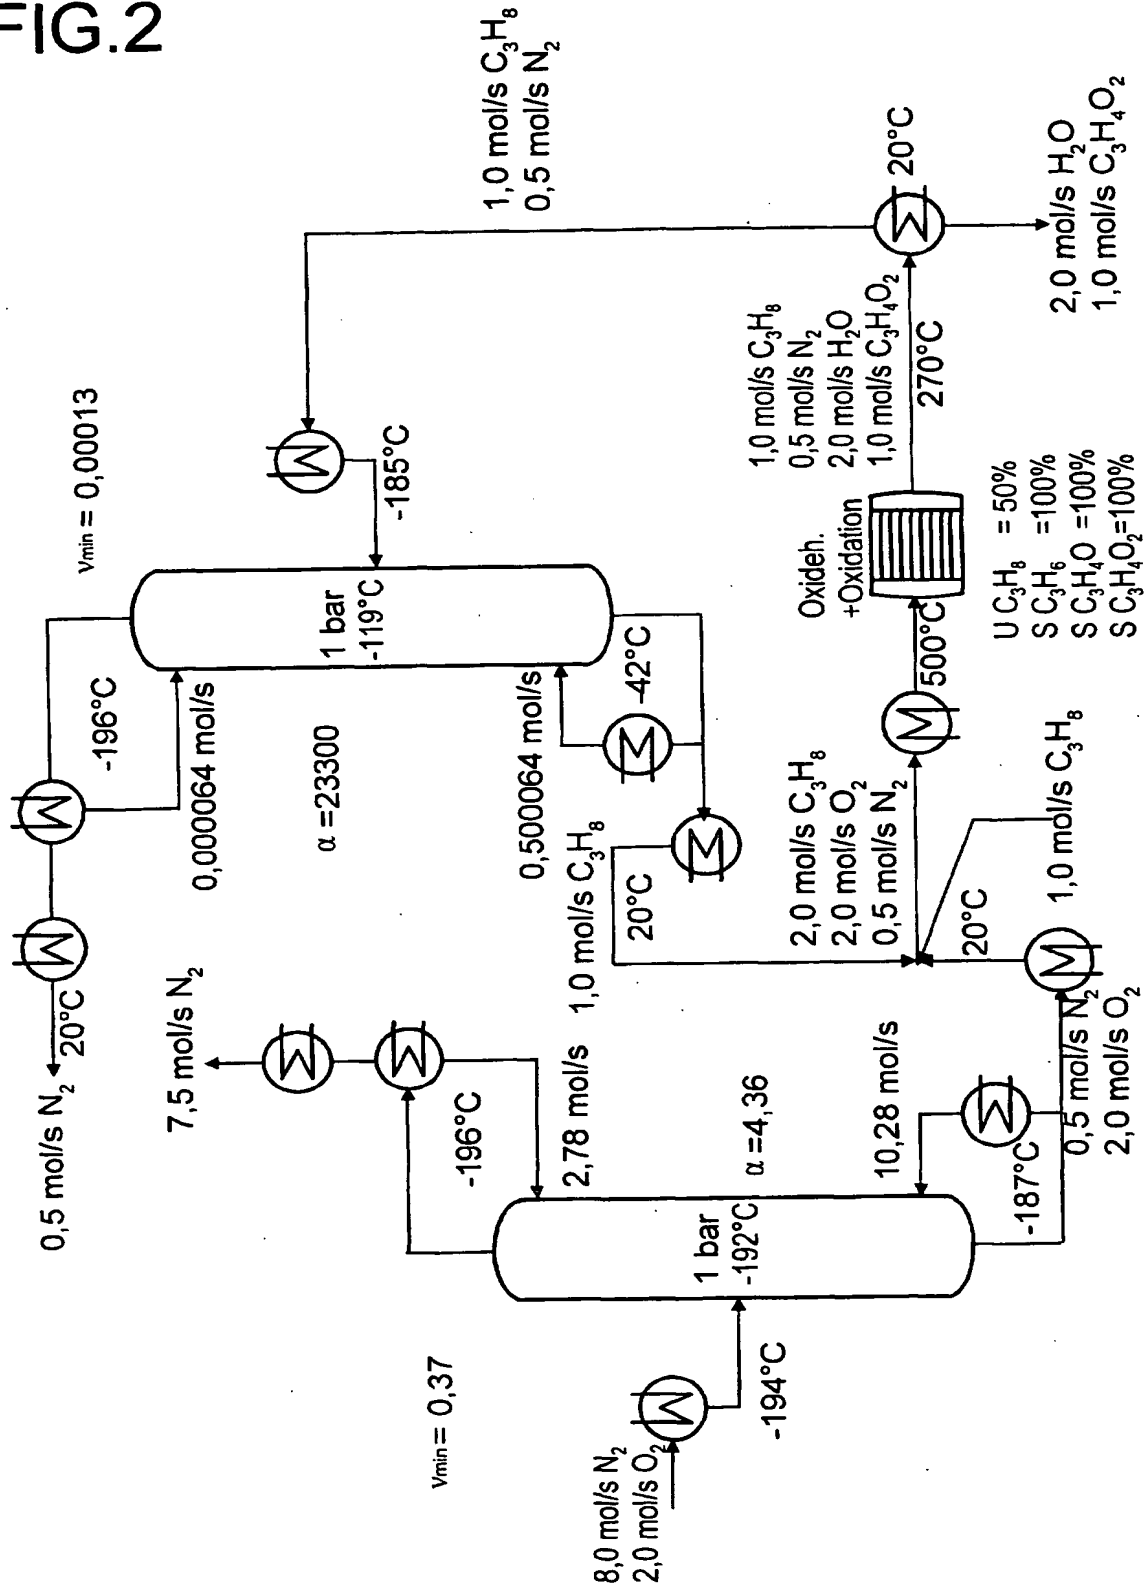 FIG.2
8,0 mol/s N2
2,0 mol/s O2
-194°C
νmin = 0,37
1 bar
-192°C
α =4,36
-196°C
2,78 mol/s
7,5 mol/s N2
10,28 mol/s
-187°C
0,5 mol/s N2
2,0 mol/s O2
20°C
1,0 mol/s C3H8
2,0 mol/s C3H8
2,0 mol/s O2
0,5 mol/s N2
500°C
Oxideh.
+Oxidation
U C3H8 = 50%
S C3H6 =100%
S C3H4O =100%
S C3H4O2=100%
1,0 mol/s C3H8
0,5 mol/s N2
2,0 mol/s H2O
1,0 mol/s C3H4O2
270°C
20°C
2,0 mol/s H2O
1,0 mol/s C3H4O2
1,0 mol/s C3H8
0,5 mol/s N2
-185°C
νmin = 0,00013
1 bar
-119°C
α =23300
-196°C
0,000064 mol/s
0,5 mol/s N2
20°C
0,500064 mol/s
-42°C
1,0 mol/s C3H8
20°C